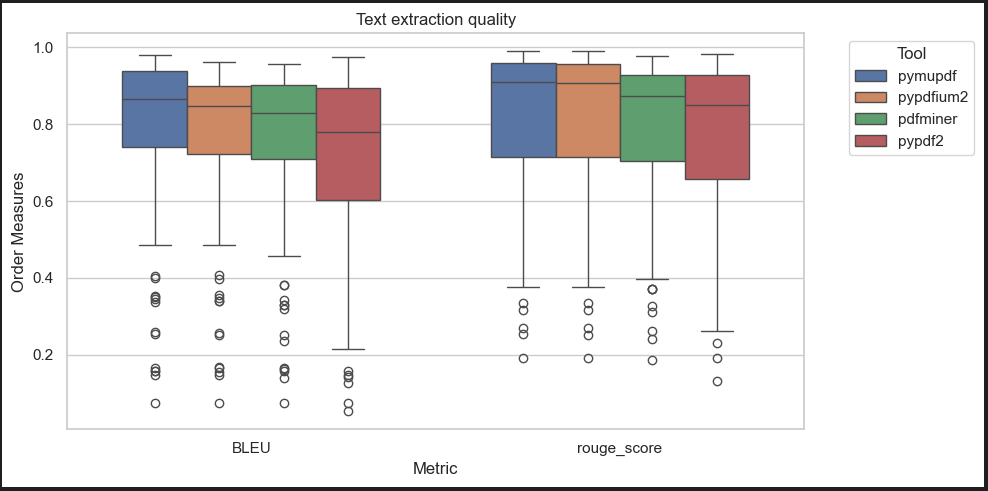 Text extraction quality
Order Measures
1.0
0.8
0.6
0.4
0.2
BLEU
rouge_score
Metric
Tool
pymupdf
pypdfium2
pdfminer
pypdf2